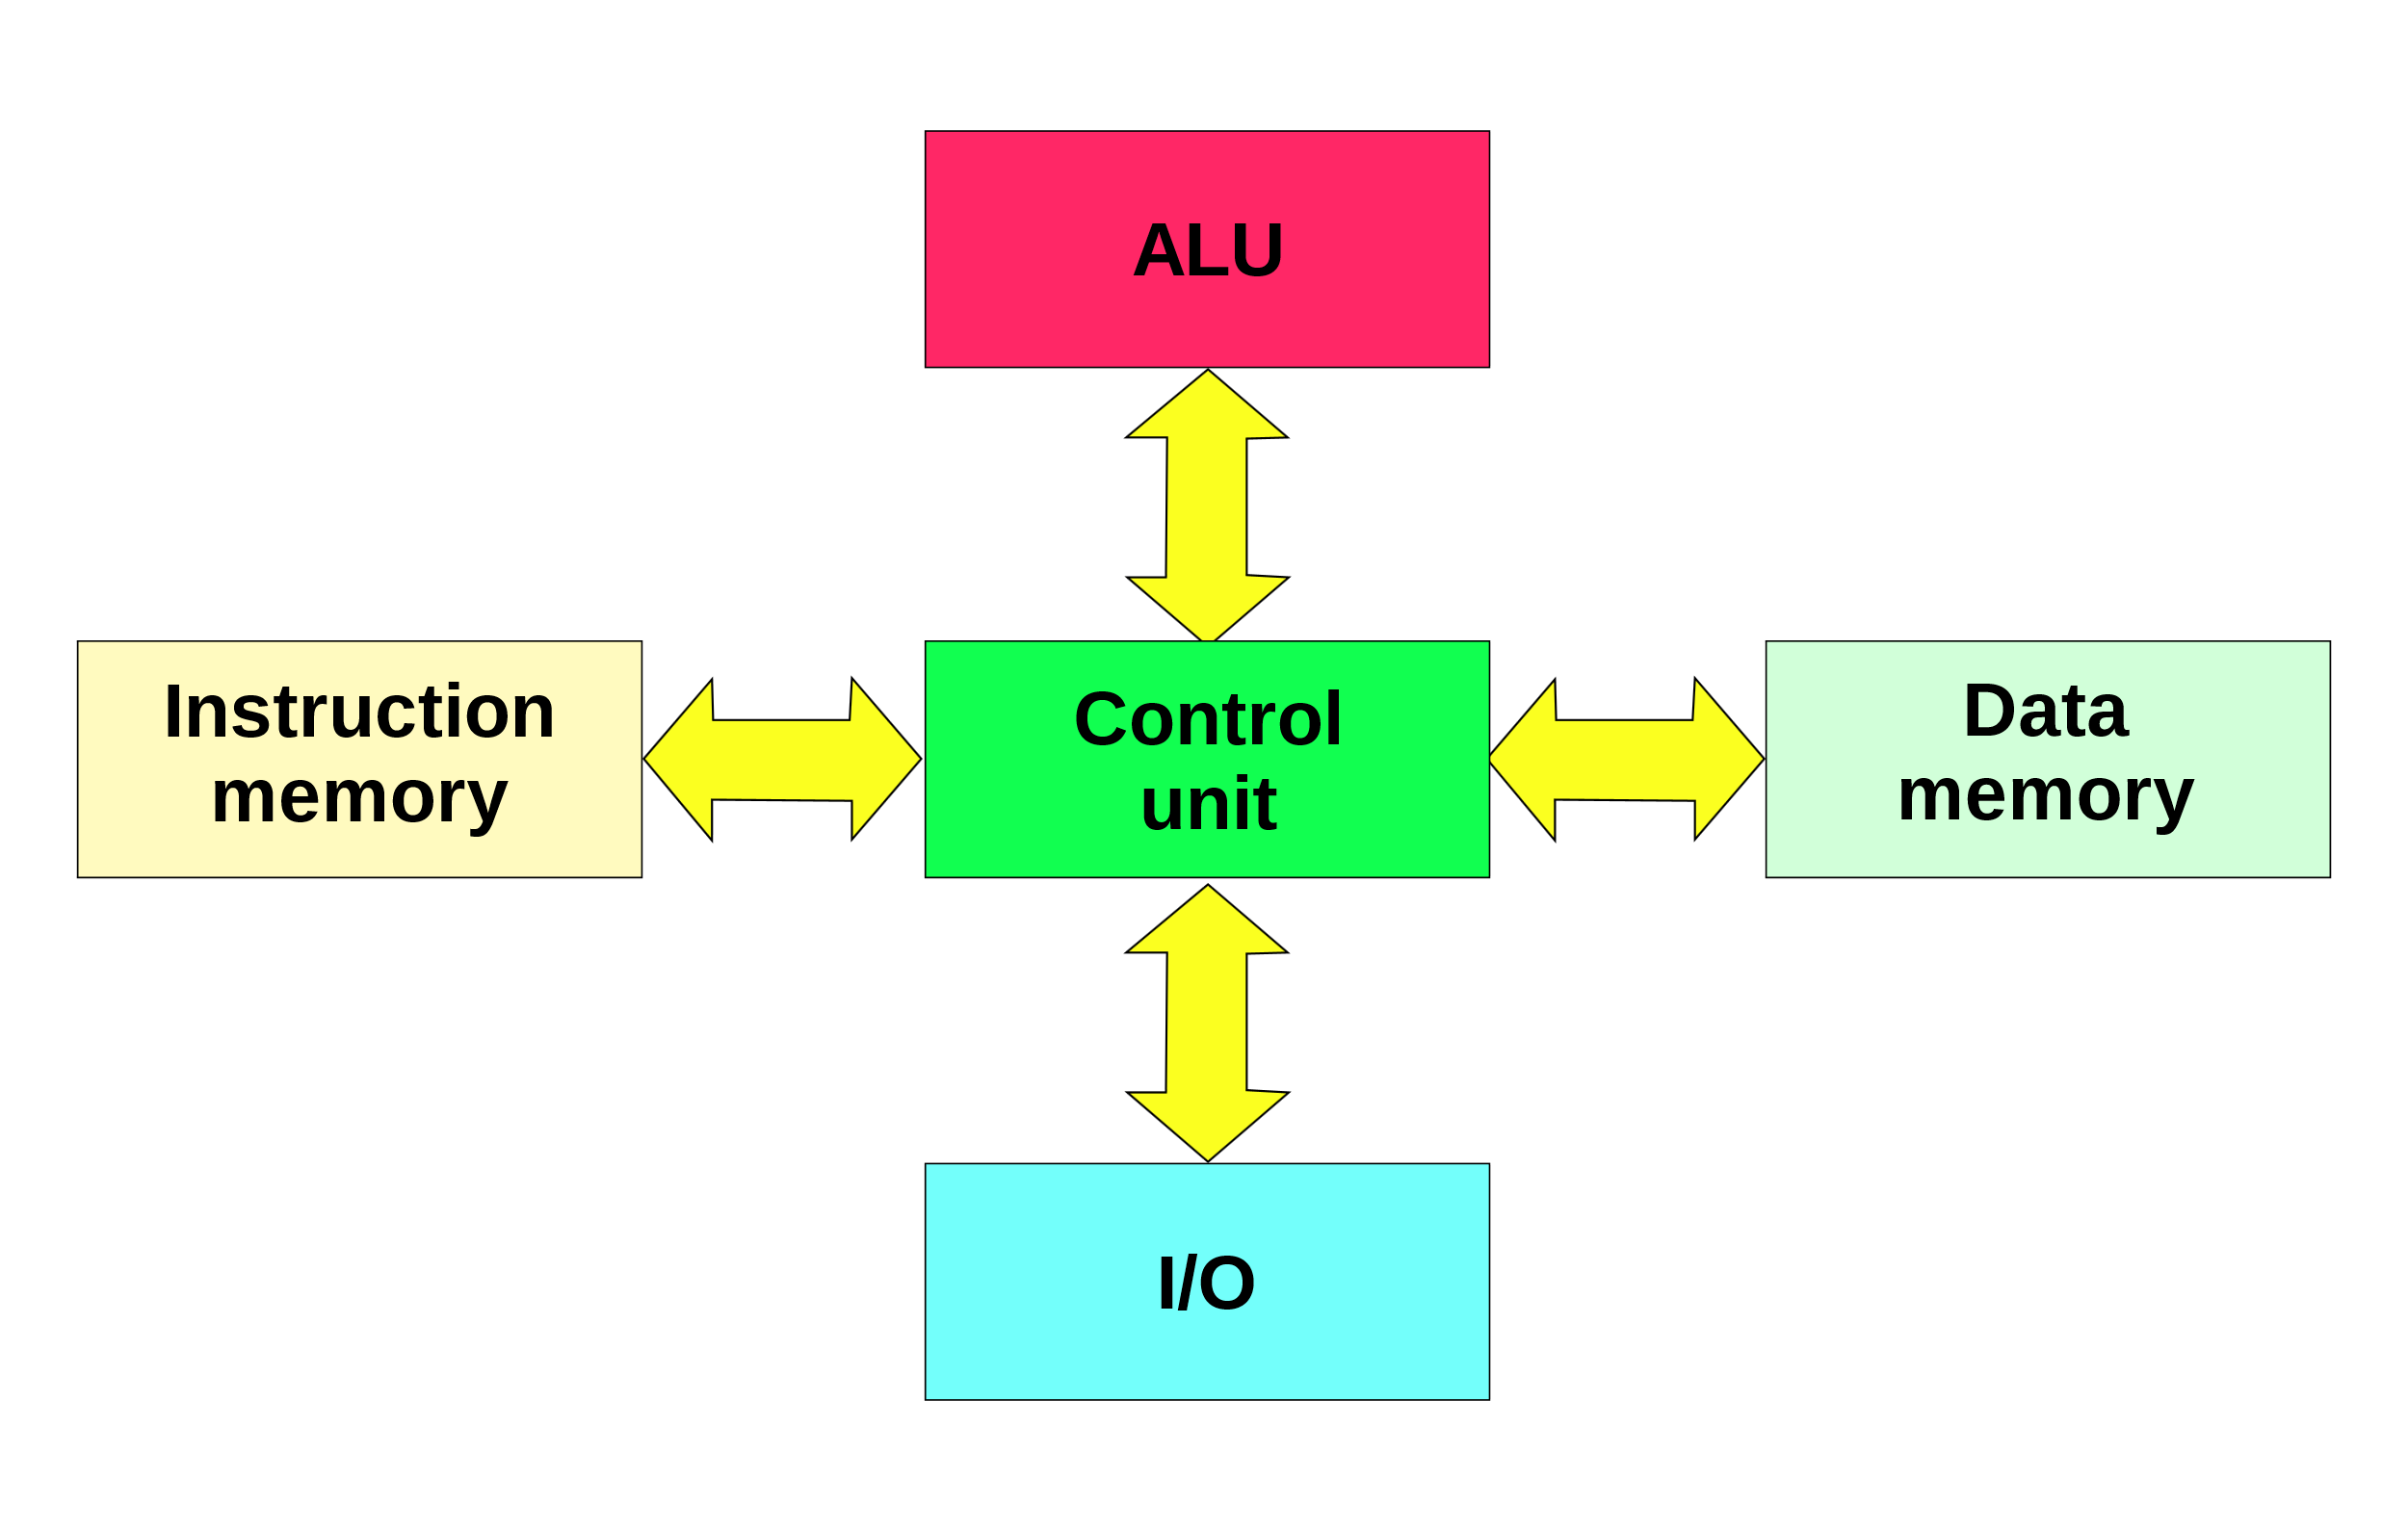 ALU
Instruction
memory
Control
unit
Data
memory
I/O